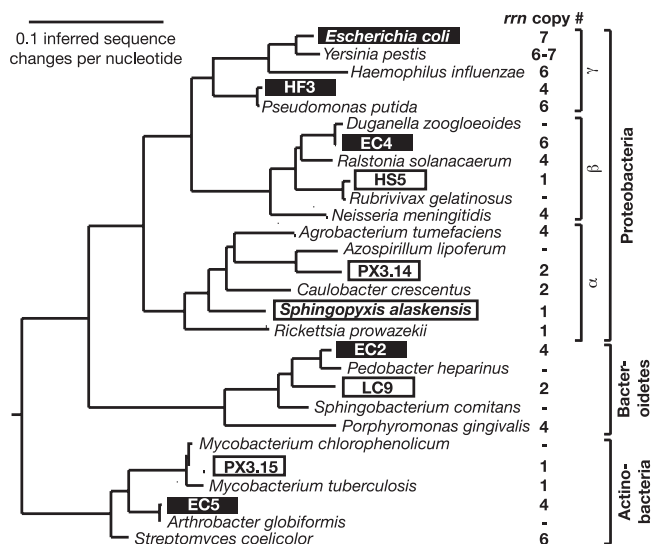 rrn copy #
0.1 inferred sequence
changes per nucleotide
Escherichia coli 7
Yersinia pestis 6-7
Haemophilus influenzae 6
HF3 4
Pseudomonas putida 6
γ
Duganella zoogloeoides -
EC4 6
Ralstonia solanacaerum 4
HS5 1
Rubrivivax gelatinosus -
Neisseria meningitidis 4
β
Agrobacterium tumefaciens 4
Azospirillum lipoferum -
PX3.14 2
Caulobacter crescentus 2
Sphingopyxis alaskensis 1
Rickettsia prowazekii 1
α
Proteobacteria
EC2 4
Pedobacter heparinus -
LC9 2
Sphingobacterium comitans -
Porphyromonas gingivalis 4
Bacter-
oidetes
Mycobacterium chlorophenolicum -
PX3.15 1
Mycobacterium tuberculosis 1
EC5 4
Arthrobacter globiformis -
Streptomyces coelicolor 6
Actino-
bacteria